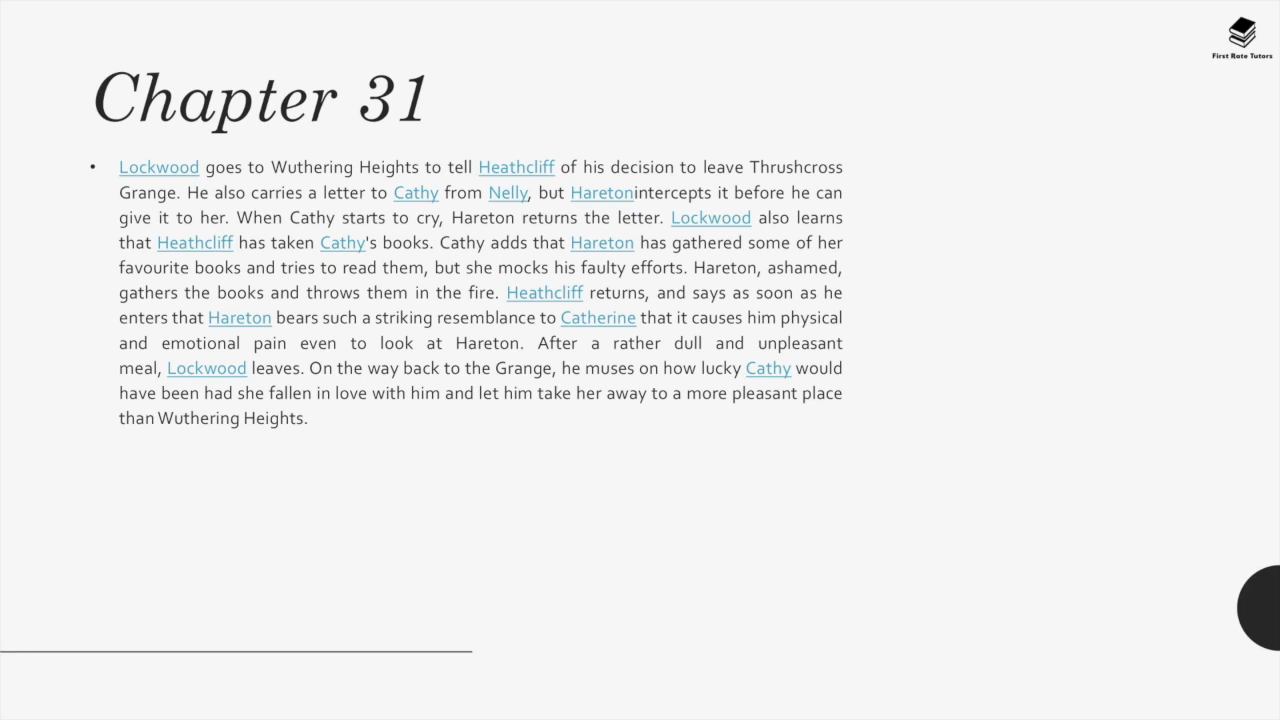 First Rate Tutors
Chapter 31
• Lockwood goes to Wuthering Heights to tell Heathcliff of his decision to leave Thrushcross
Grange. He also carries a letter to Cathy from Nelly, but Haretonintercepts it before he can
give it to her. When Cathy starts to cry, Hareton returns the letter. Lockwood also learns
that Heathcliff has taken Cathy's books. Cathy adds that Hareton has gathered some of her
favourite books and tries to read them, but she mocks his faulty efforts. Hareton, ashamed,
gathers the books and throws them in the fire. Heathcliff returns, and says as soon as he
enters that Hareton bears such a striking resemblance to Catherine that it causes him physical
and emotional pain even to look at Hareton. After a rather dull and unpleasant
meal, Lockwood leaves. On the way back to the Grange, he muses on how lucky Cathy would
have been had she fallen in love with him and let him take her away to a more pleasant place
than Wuthering Heights.